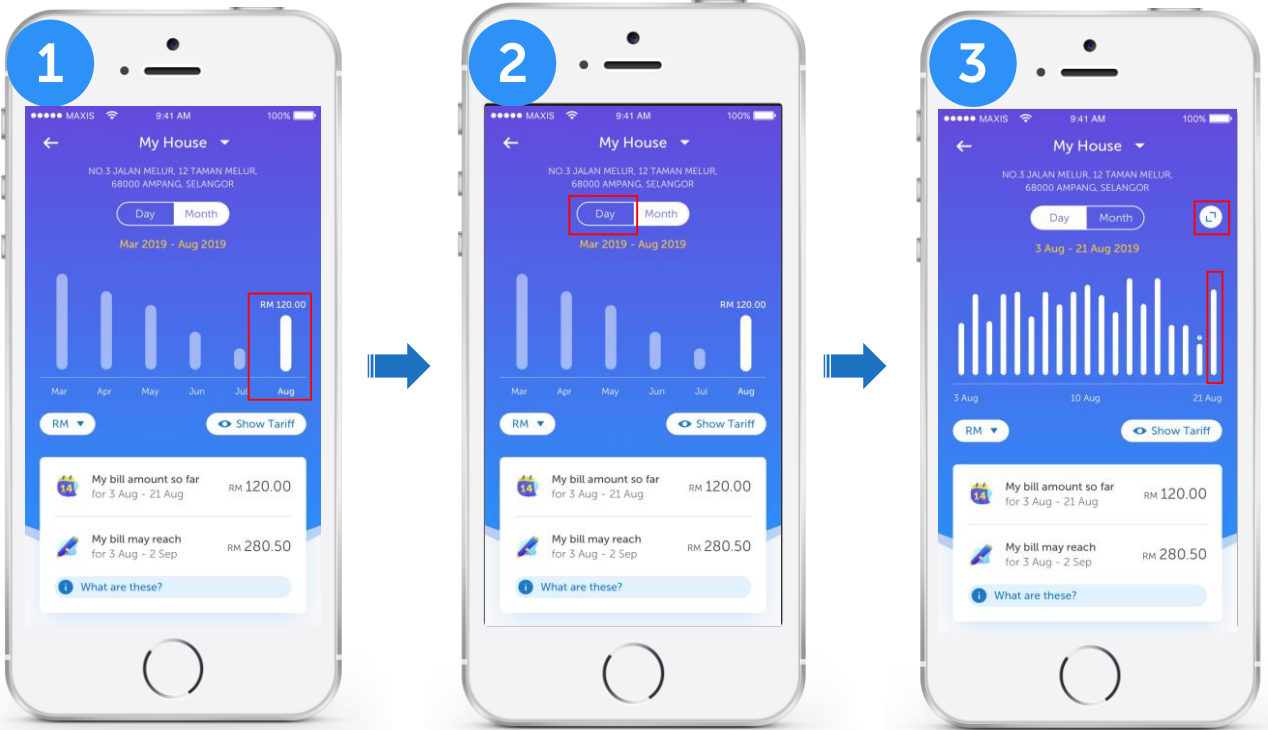 1
MAXIS 9:41 AM 100%
My House
NO.3 JALAN MELUR, 12 TAMAN MELUR,
68000 AMPANG, SELANGOR
Day Month
Mar 2019 - Aug 2019
RM 120.00
Mar Apr May Jun Jul Aug
RM Show Tariff
14
My bill amount so far
for 3 Aug - 21 Aug
RM 120.00
My bill may reach
for 3 Aug - 2 Sep
RM 280.50
i What are these?
2
MAXIS 9:41 AM 100%
My House
NO.3 JALAN MELUR, 12 TAMAN MELUR,
68000 AMPANG, SELANGOR
Day Month
Mar 2019 - Aug 2019
RM 120.00
Mar Apr May Jun Jul Aug
RM Show Tariff
14
My bill amount so far
for 3 Aug - 21 Aug
RM 120.00
My bill may reach
for 3 Aug - 2 Sep
RM 280.50
i What are these?
3
MAXIS 9:41 AM 100%
My House
NO.3 JALAN MELUR, 12 TAMAN MELUR,
68000 AMPANG, SELANGOR
Day Month
3 Aug - 21 Aug 2019
3 Aug 10 Aug 21 Aug
RM Show Tariff
14
My bill amount so far
for 3 Aug - 21 Aug
RM 120.00
My bill may reach
for 3 Aug - 2 Sep
RM 280.50
i What are these?